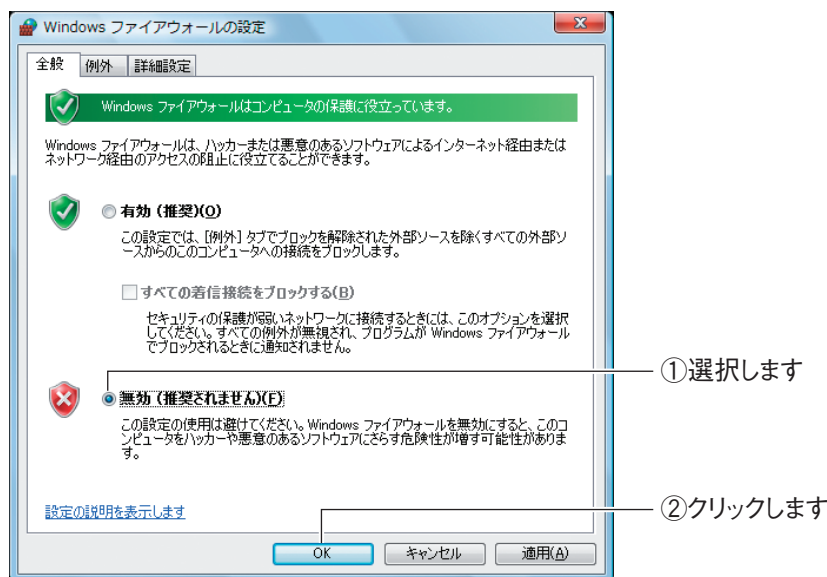 Windows ファイアウォールの設定
全般 例外 詳細設定
Windows ファイアウォールはコンピュータの保護に役立っています。
Windows ファイアウォールは、ハッカーまたは悪意のあるソフトウェアによるインターネット経由または
ネットワーク経由のアクセスの阻止に役立てることができます。
有効 (推奨)(O)
この設定では、[例外] タブでブロックを解除された外部ソースを除くすべての外部ソ
ースからのこのコンピュータへの接続をブロックします。
すべての着信接続をブロックする(B)
セキュリティの保護が弱いネットワークに接続するときには、このオプションを選択
してください。すべての例外が無視され、プログラムが Windows ファイアウォール
でブロックされるときに通知されません。
①選択します
無効 (推奨されません)(F)
この設定の使用は避けてください。Windows ファイアウォールを無効にすると、このコ
ンピュータをハッカーや悪意のあるソフトウェアにさらす危険性が増す可能性がありま
す。
設定の説明を表示します
②クリックします
OK キャンセル 適用(A)